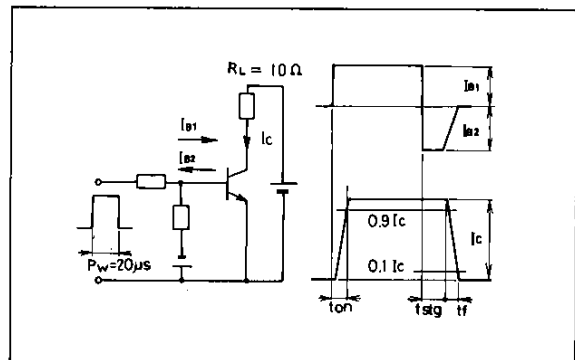 RL = 10Ω
IB1
IB2
Ic
Pw=20μs
IB1
IB2
0.9 Ic
0.1 Ic
Ic
ton
tstg
tf